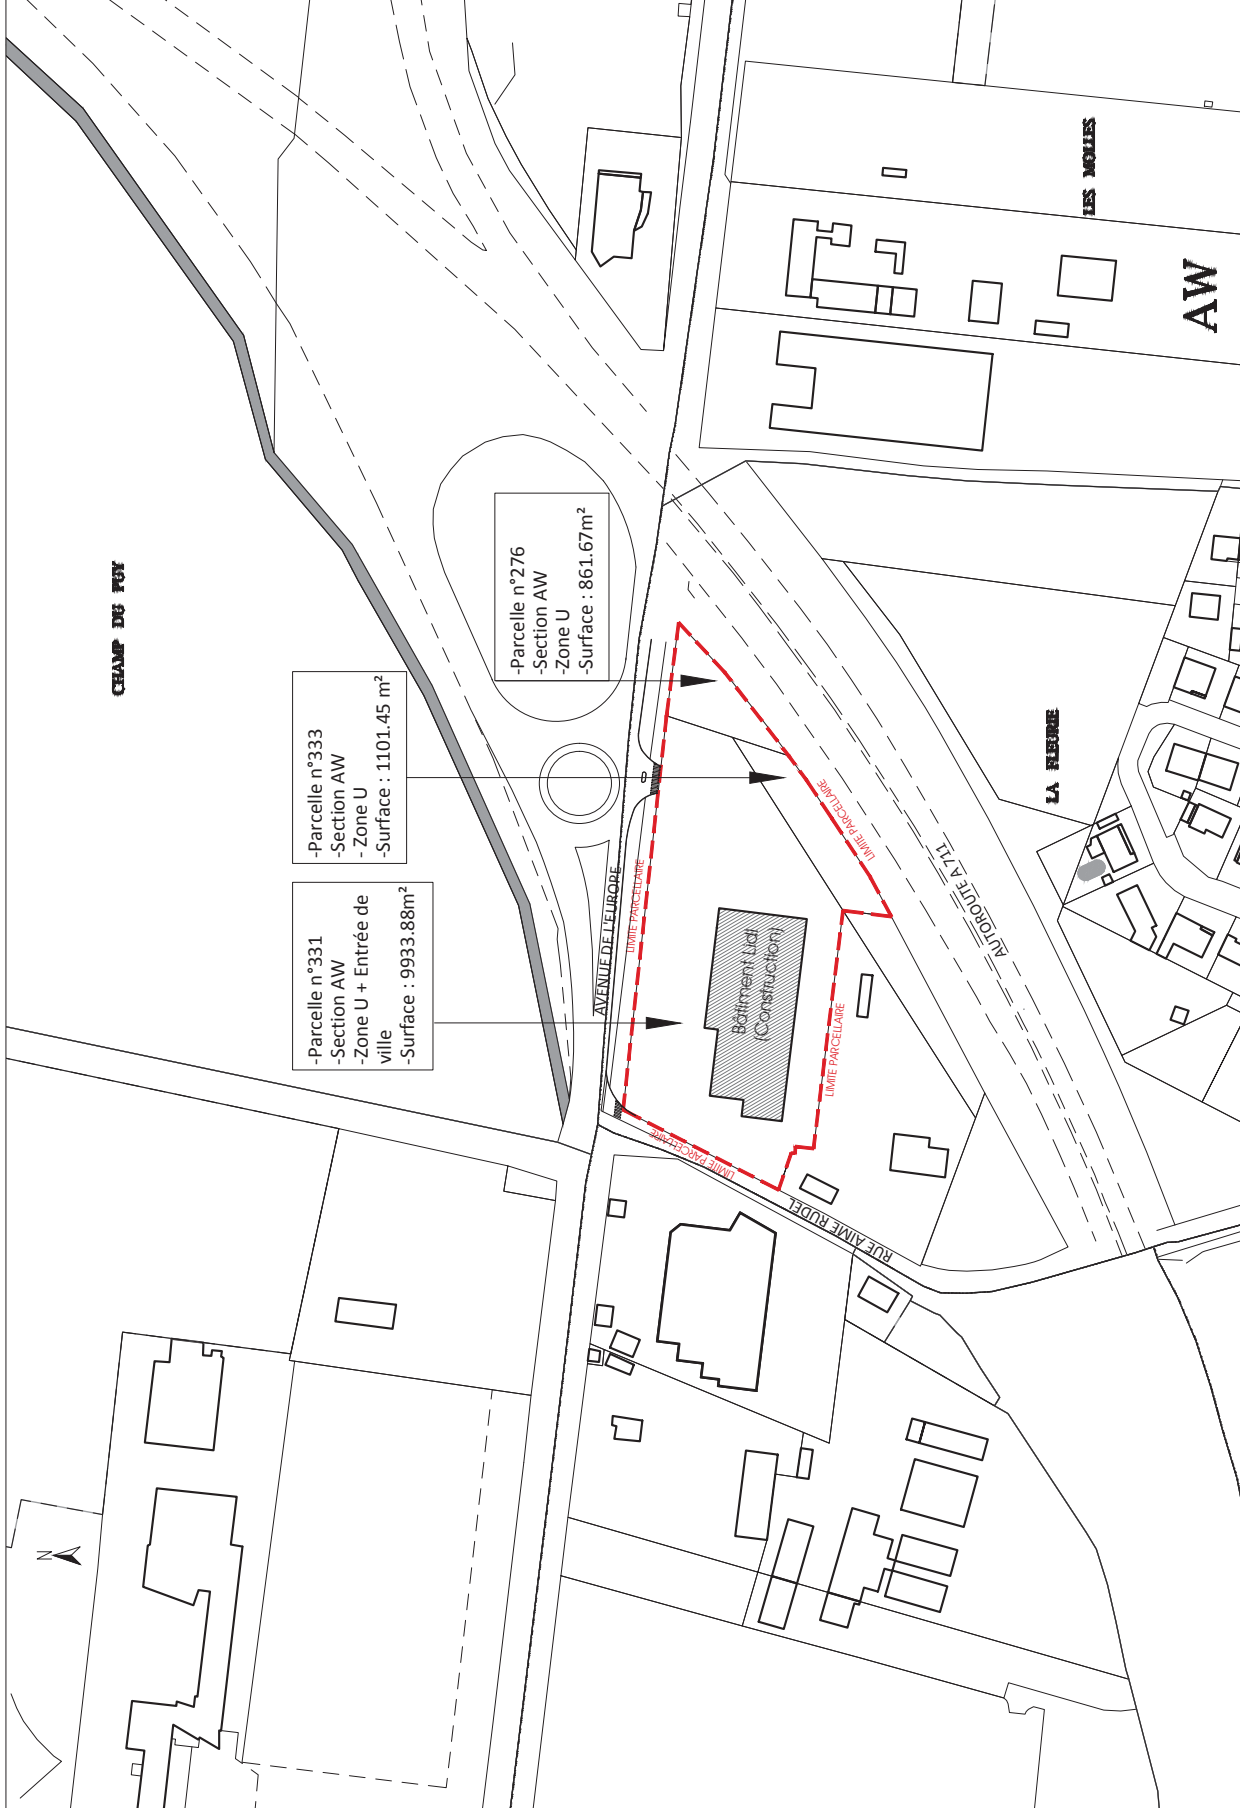 CHAMP DU PUY
-Parcelle n°331
-Section AW
-Zone U + Entrée de
ville
-Surface : 9933.88m²
-Parcelle n°333
-Section AW
- Zone U
-Surface : 1101.45 m²
-Parcelle n°276
-Section AW
-Zone U
-Surface : 861.67m²
AVENUE DE L'EUROPE
LIMITE PARCELLAIRE
LIMITE PARCELLAIRE
LIMITE PARCELLAIRE
LIMITE PARCELLAIRE
Bâtiment Lidl
(Construction)
RUE AIME RUDEL
AUTOROUTE A 711
LA FLEURIE
LES MOLLES
AW
N